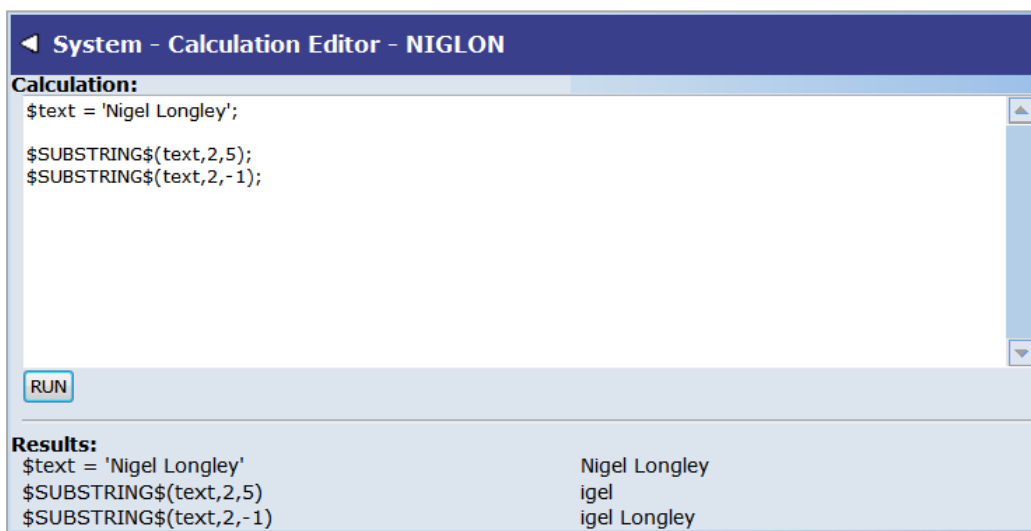 System - Calculation Editor - NIGLON
Calculation:
$text = 'Nigel Longley';
$SUBSTRING$(text,2,5);
$SUBSTRING$(text,2,-1);
RUN
Results:
$text = 'Nigel Longley' Nigel Longley
$SUBSTRING$(text,2,5) igel
$SUBSTRING$(text,2,-1) igel Longley